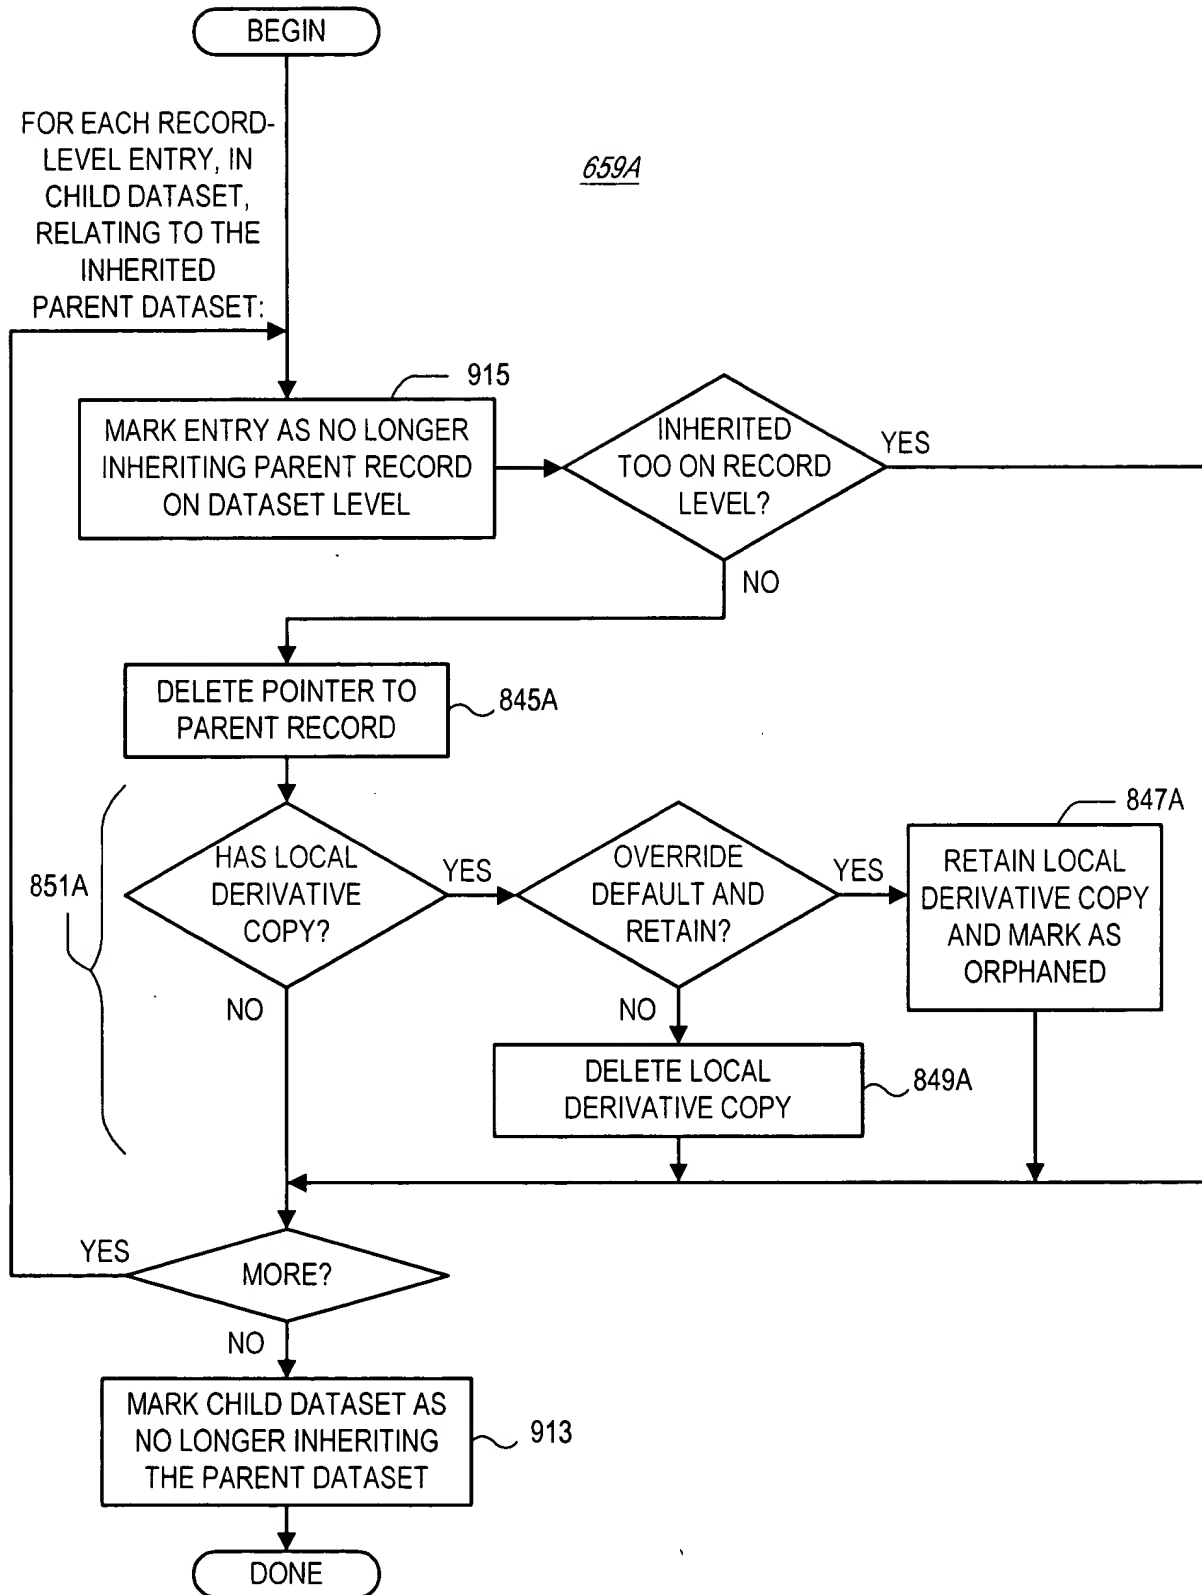 BEGIN
FOR EACH RECORD-
LEVEL ENTRY, IN
CHILD DATASET,
RELATING TO THE
INHERITED
PARENT DATASET:
659A
915
MARK ENTRY AS NO LONGER
INHERITING PARENT RECORD
ON DATASET LEVEL
INHERITED
TOO ON RECORD
LEVEL?
YES
NO
DELETE POINTER TO
PARENT RECORD
845A
851A
HAS LOCAL
DERIVATIVE
COPY?
YES
NO
OVERRIDE
DEFAULT AND
RETAIN?
YES
NO
847A
RETAIN LOCAL
DERIVATIVE COPY
AND MARK AS
ORPHANED
DELETE LOCAL
DERIVATIVE COPY
849A
YES
MORE?
NO
MARK CHILD DATASET AS
NO LONGER INHERITING
THE PARENT DATASET
913
DONE